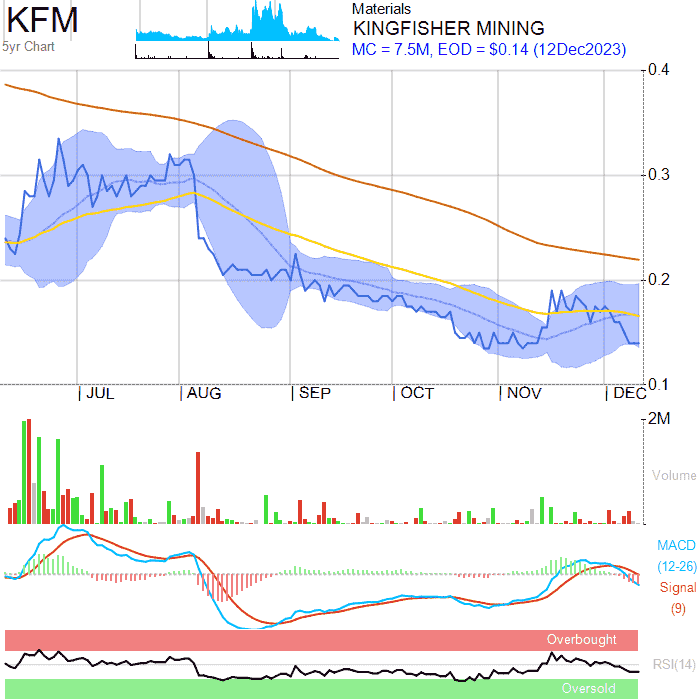 KFM
5yr Chart
Materials
KINGFISHER MINING
MC = 7.5M, EOD = $0.14 (12Dec2023)
0.4
0.3
0.2
0.1
| JUL | AUG | SEP | OCT | NOV | DEC
2M
Volume
MACD
(12-26)
Signal
(9)
Overbought
RSI(14)
Oversold